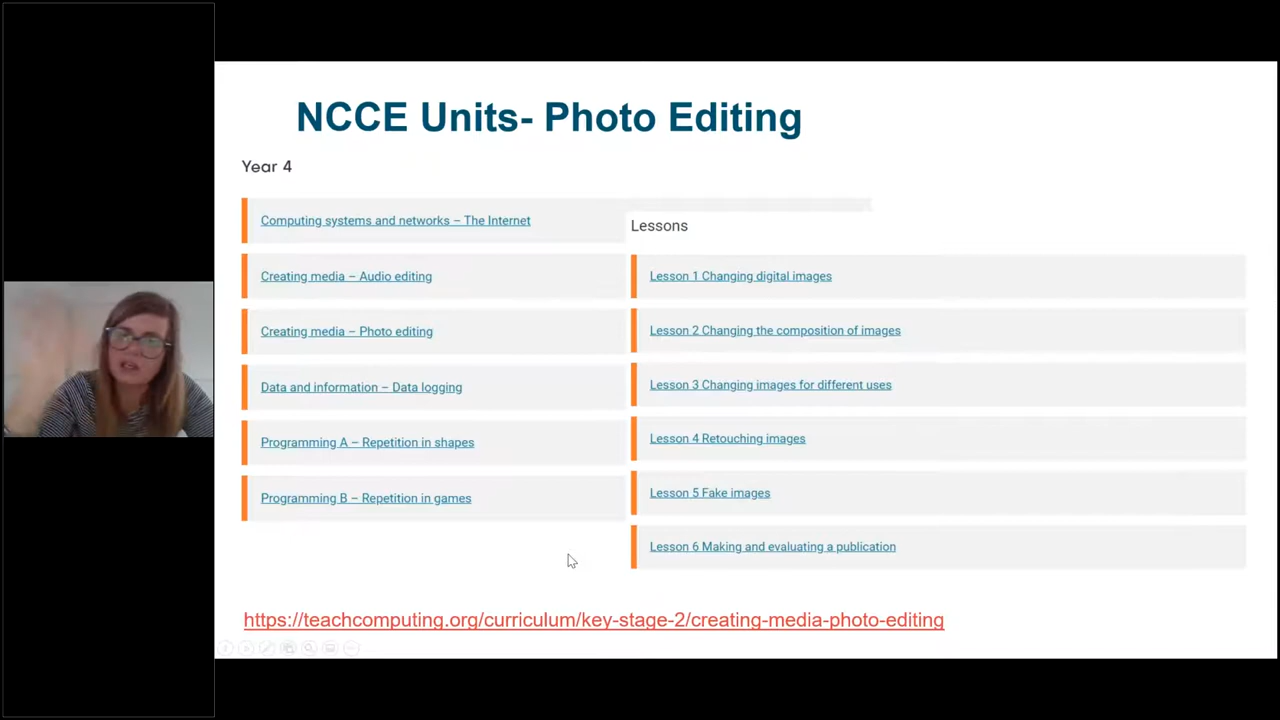 NCCE Units- Photo Editing
Year 4
Computing systems and networks – The Internet
Creating media – Audio editing
Creating media – Photo editing
Data and information – Data logging
Programming A – Repetition in shapes
Programming B – Repetition in games
Lessons
Lesson 1 Changing digital images
Lesson 2 Changing the composition of images
Lesson 3 Changing images for different uses
Lesson 4 Retouching images
Lesson 5 Fake images
Lesson 6 Making and evaluating a publication
https://teachcomputing.org/curriculum/key-stage-2/creating-media-photo-editing